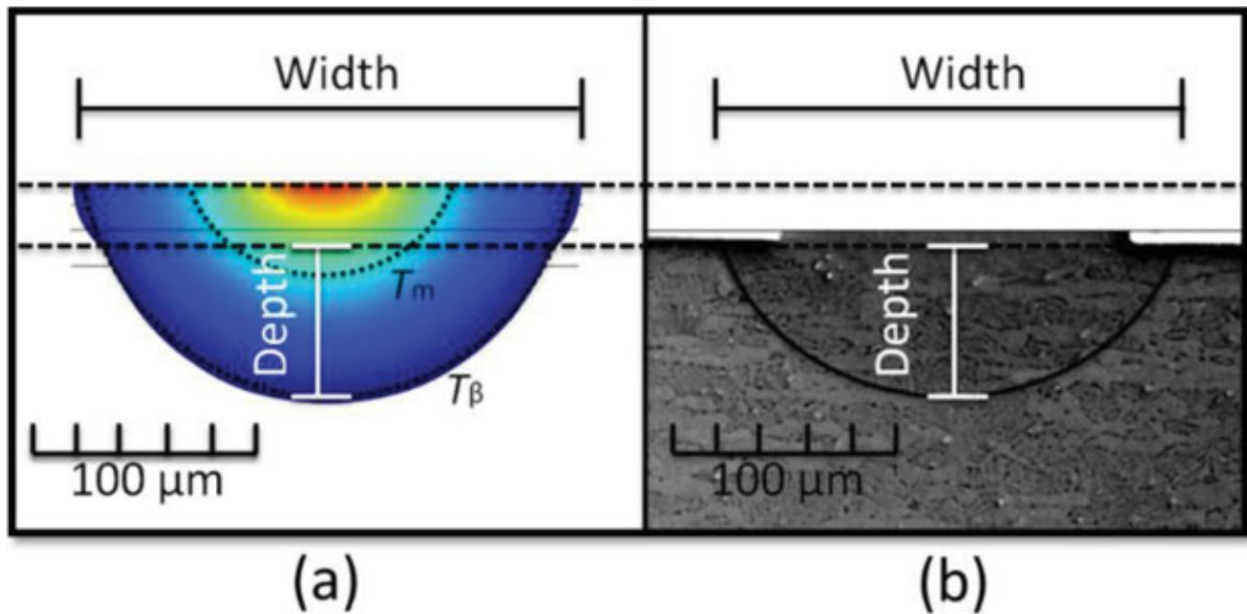 Width
Width
Depth
Tm
Tβ
100 μm
Depth
100 μm
(a)
(b)